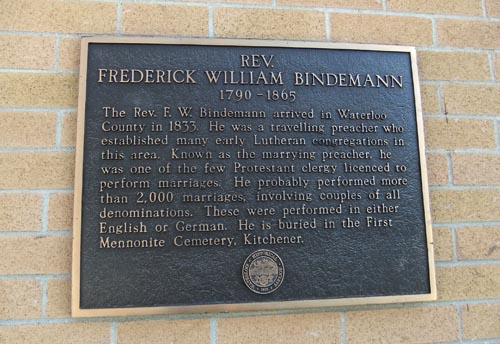 REV.
FREDERICK WILLIAM BINDEMANN
1790-1865
The Rev. F. W. Bindemann arrived in Waterloo
County in 1833. He was a travelling preacher who
established many early Lutheran congregations in
this area. Known as the marrying preacher, he
was one of the few Protestant clergy licenced to
perform marriages. He probably performed more
than 2,000 marriages, involving couples of all
denominations. These were performed in either
English or German. He is buried in the First
Mennonite Cemetery, Kitchener.